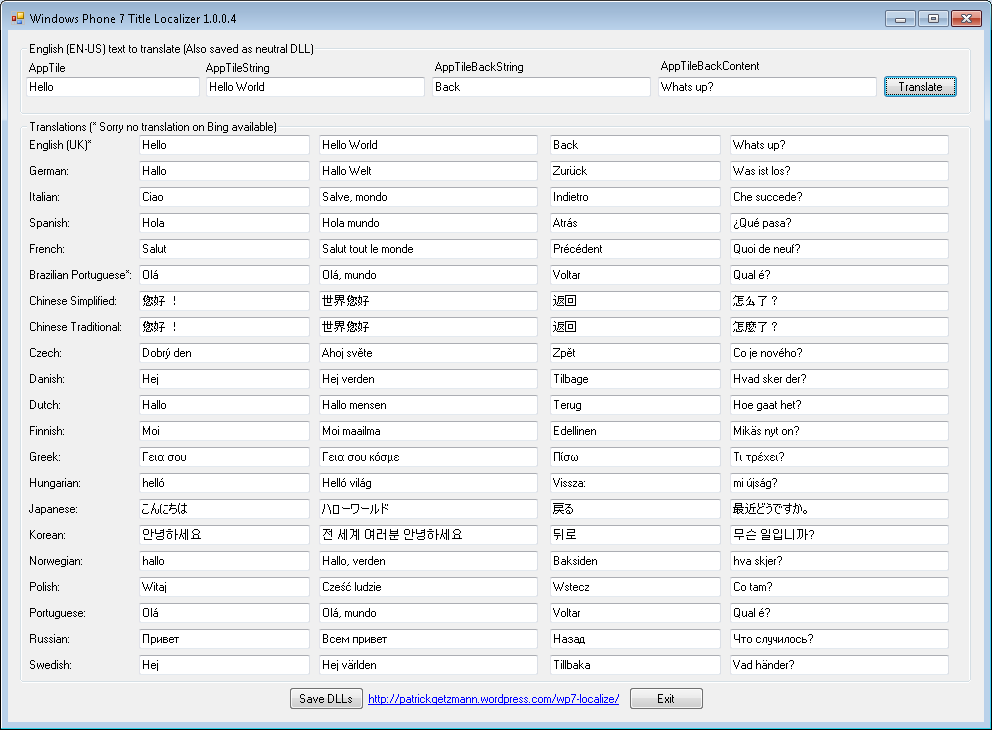 Windows Phone 7 Title Localizer 1.0.0.4
English (EN-US) text to translate (Also saved as neutral DLL)
AppTile AppTileString AppTileBackString AppTileBackContent
Hello Hello World Back Whats up? Translate
Translations (* Sorry no translation on Bing available)
English (UK)* Hello Hello World Back Whats up?
German: Hallo Hallo Welt Zurück Was ist los?
Italian: Ciao Salve, mondo Indietro Che succede?
Spanish: Hola Hola mundo Atrás ¿Qué pasa?
French: Salut Salut tout le monde Précédent Quoi de neuf?
Brazilian Portuguese*: Olá Olá, mundo Voltar Qual é?
Chinese Simplified: 您好 ! 世界您好 返回 怎么了?
Chinese Traditional: 您好 ! 世界您好 返回 怎麼了?
Czech: Dobrý den Ahoj světe Zpět Co je nového?
Danish: Hej Hej verden Tilbage Hvad sker der?
Dutch: Hallo Hallo mensen Terug Hoe gaat het?
Finnish: Moi Moi maailma Edellinen Mikäs nyt on?
Greek: Γεια σου Γεια σου κόσμε Πίσω Τι τρέχει?
Hungarian: helló Helló világ Vissza: mi újság?
Japanese: こんにちは ハローワールド 戻る 最近どうですか。
Korean: 안녕하세요 전 세계 여러분 안녕하세요 뒤로 무슨 일입니까?
Norwegian: hallo Hallo, verden Baksiden hva skjer?
Polish: Witaj Cześć ludzie Wstecz Co tam?
Portuguese: Olá Olá, mundo Voltar Qual é?
Russian: Привет Всем привет Назад Что случилось?
Swedish: Hej Hej världen Tillbaka Vad händer?
Save DLLs http://patrickgetzmann.wordpress.com/wp7-localize/ Exit